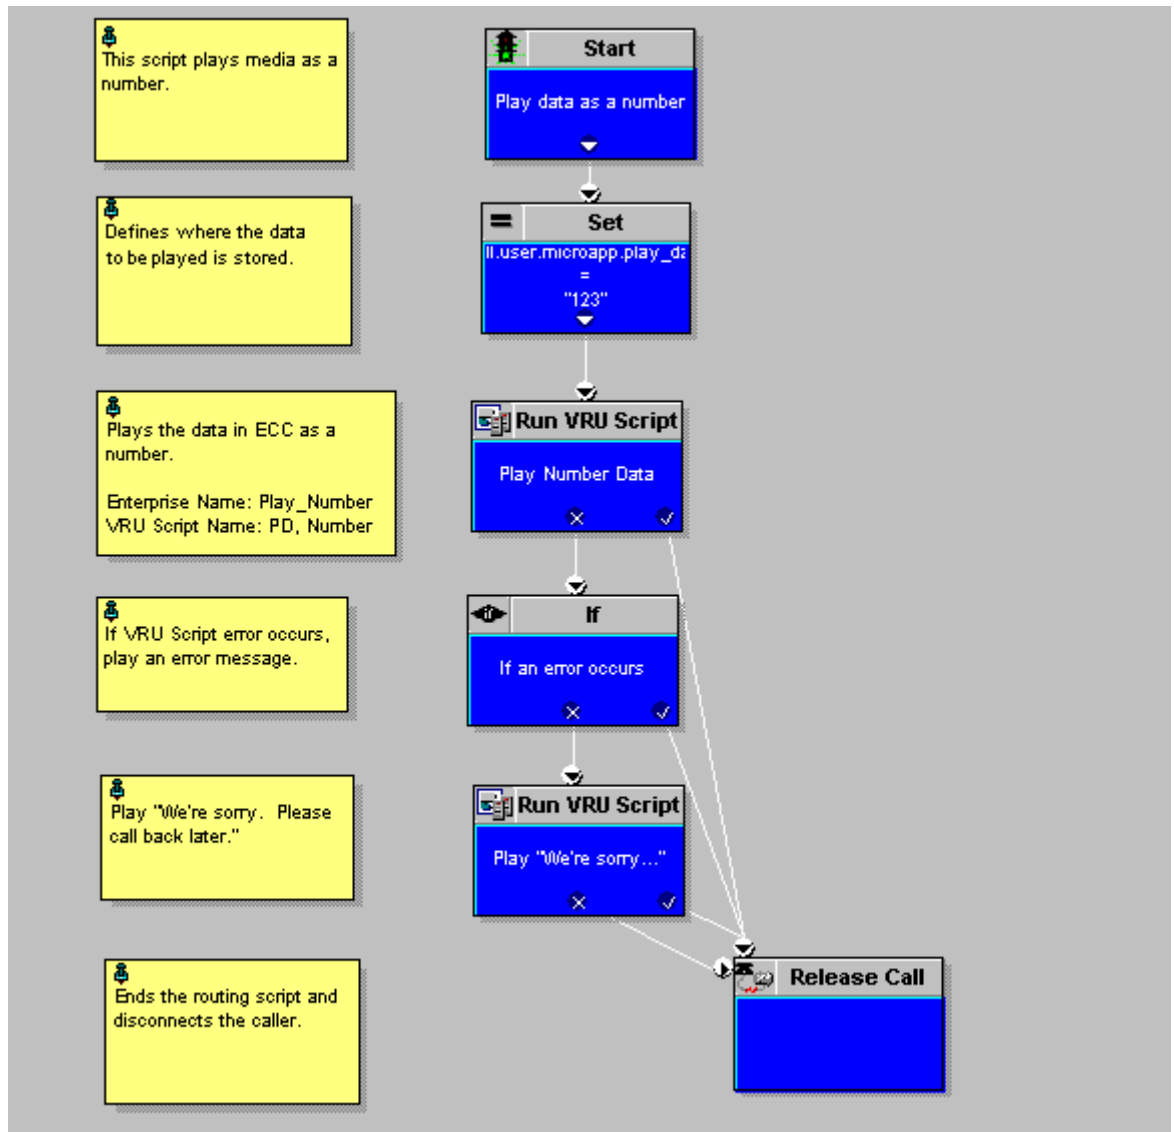 This script plays media as a
number.
Start
Play data as a number
Defines where the data
to be played is stored.
Set
ll.user.microapp.play_da
=
"123"
Plays the data in ECC as a
number.
Enterprise Name: Play_Number
VRU Script Name: PD, Number
Run VRU Script
Play Number Data
If VRU Script error occurs,
play an error message.
If
If an error occurs
Play "We're sorry. Please
call back later."
Run VRU Script
Play "We're sorry..."
Ends the routing script and
disconnects the caller.
Release Call